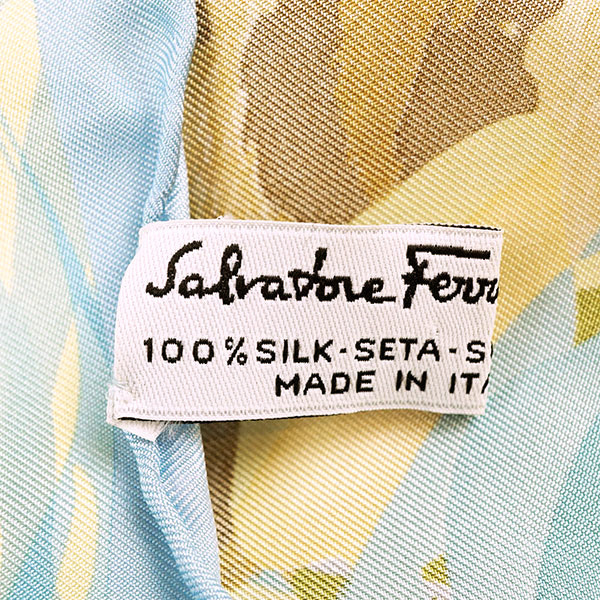 Salvatore Ferr
100% SILK-SETA-S
MADE IN ITA